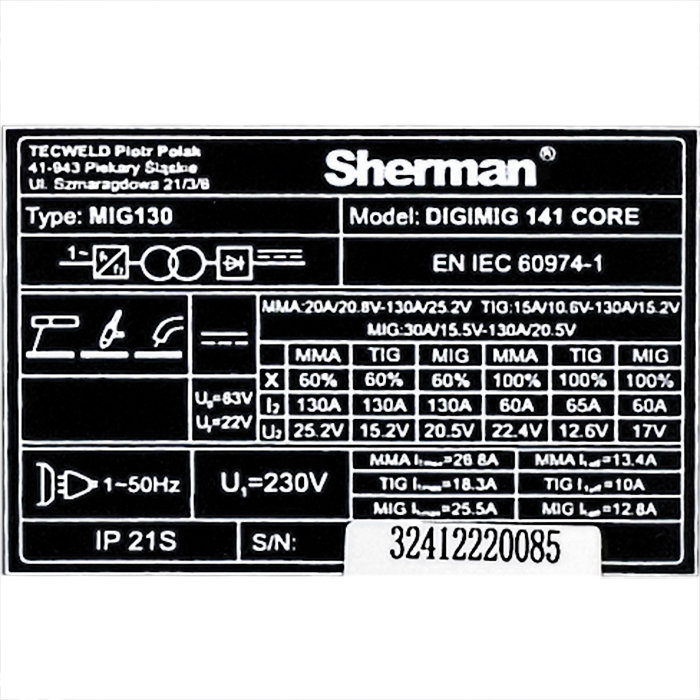 TECWELD Piotr Polak
41-943 Piekary Śląskie
Ul. Szmaragdowa 21/3/6
Sherman®
Type: MIG130
Model: DIGIMIG 141 CORE
1~
f₁
f₂
EN IEC 60974-1
MMA:20A/20.8V-130A/25.2V TIG:15A/10.6V-130A/15.2V
MIG:30A/15.5V-130A/20.5V
MMA TIG MIG MMA TIG MIG
X 60% 60% 60% 100% 100% 100%
U₀=63V
Uᵣ=22V
I₂ 130A 130A 130A 60A 65A 60A
U₂ 25.2V 15.2V 20.5V 22.4V 12.6V 17V
1~50Hz
U₁=230V
MMA I₁ₘₐₓ=26.8A MMA I₁eff=13.4A
TIG I₁ₘₐₓ=18.3A TIG I₁eff=10A
MIG I₁ₘₐₓ=25.5A MIG I₁eff=12.8A
IP 21S
S/N:
32412220085